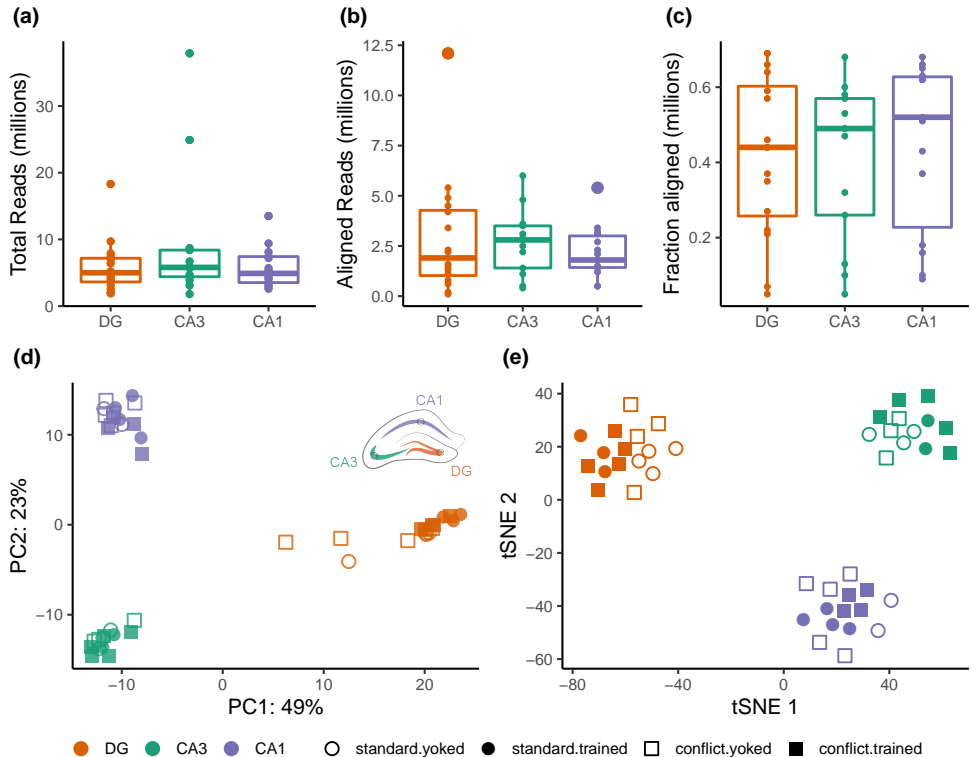 (a)
Total Reads (millions)
30
20
10
0
DG CA3 CA1
(b)
Aligned Reads (millions)
12.5
10.0
7.5
5.0
2.5
0.0
DG CA3 CA1
(c)
Fraction aligned (millions)
0.6
0.4
0.2
DG CA3 CA1
(d)
PC2: 23%
10
0
−10
CA1
CA3
DG
−10 0 10 20
PC1: 49%
(e)
tSNE 2
40
20
0
−20
−40
−60
−80 −40 0 40
tSNE 1
DG CA3 CA1 standard.yoked standard.trained conflict.yoked conflict.trained